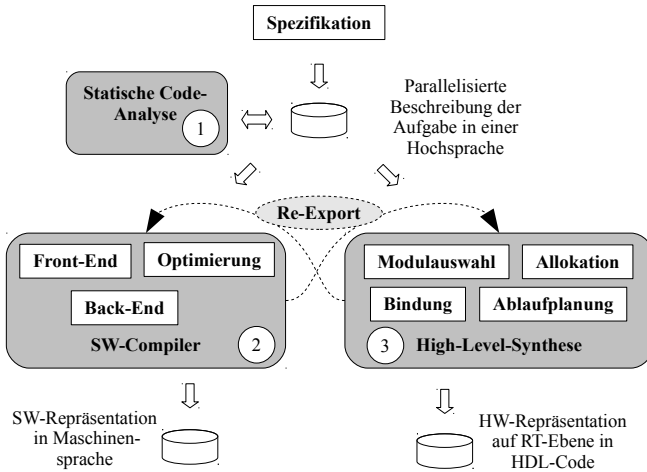 Spezifikation
Statische Code-
Analyse
1
Parallelisierte
Beschreibung der
Aufgabe in einer
Hochsprache
Re-Export
Front-End
Optimierung
Back-End
SW-Compiler
2
Modulauswahl
Allokation
Bindung
Ablaufplanung
3
High-Level-Synthese
SW-Repräsentation
in Maschinen-
sprache
HW-Repräsentation
auf RT-Ebene in
HDL-Code